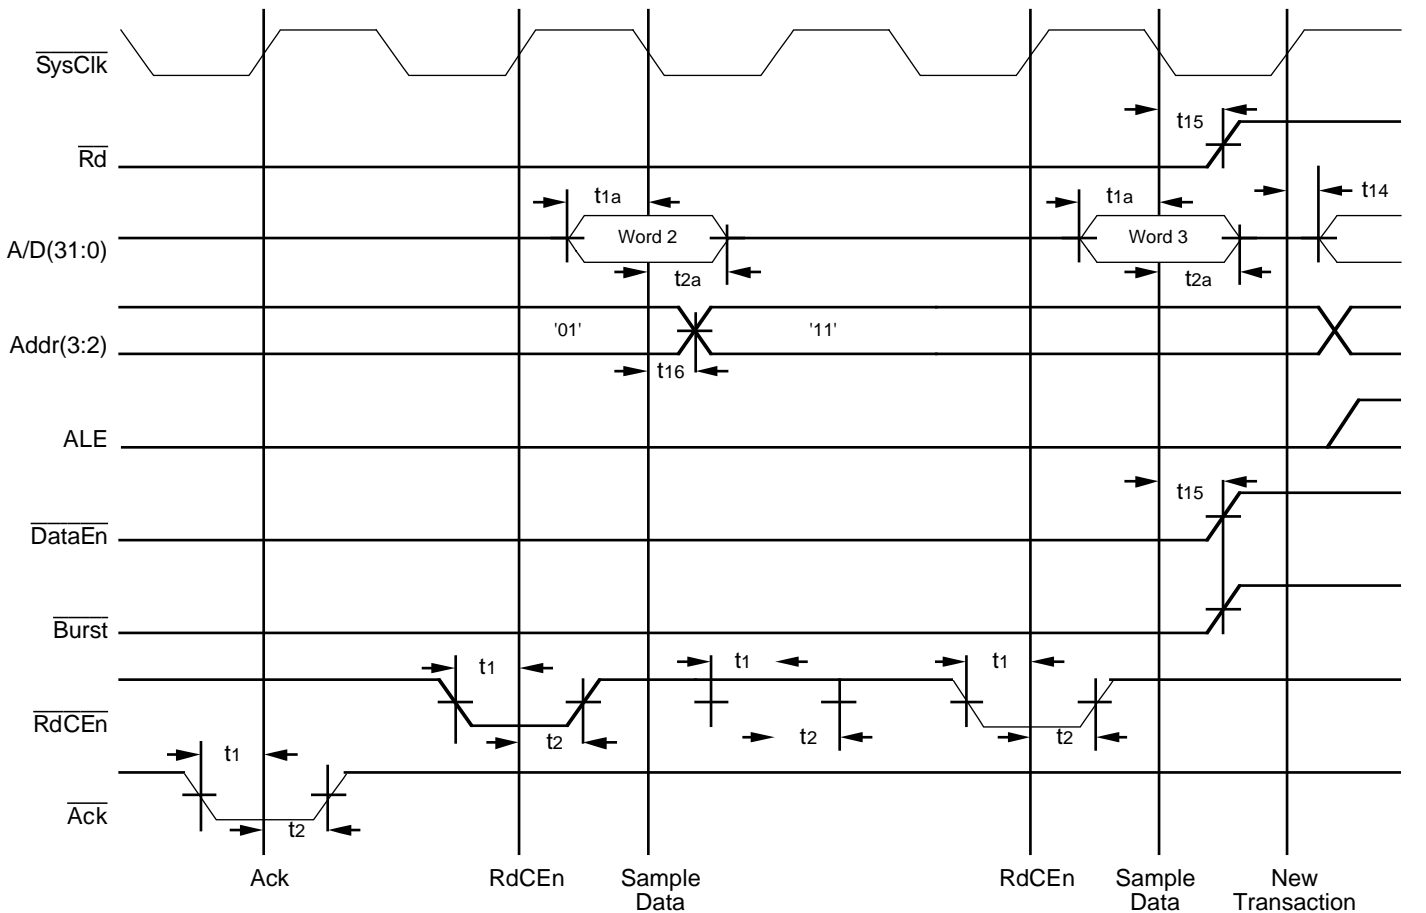 SysClk
t15
Rd
t1a t1a t14
Word 2 Word 3
A/D(31:0)
t2a t2a
'01' '11'
Addr(3:2)
t16
ALE
t15
DataEn
Burst
t1 t1 t1
RdCEn
t2 t2 t2
t1
Ack
t2
Ack RdCEn Sample Data RdCEn Sample Data New Transaction